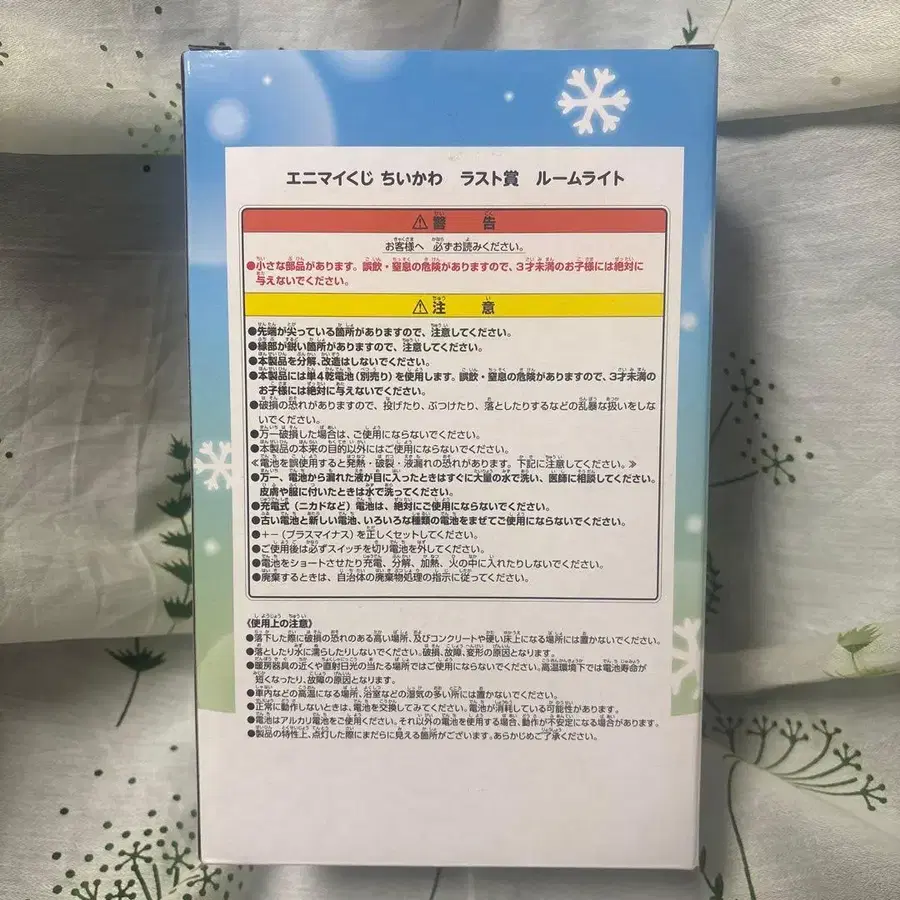 エニマイくじ ちいかわ　ラスト賞　ルームライト
⚠警　告
お客様へ 必ずお読みください。
●小さな部品があります。誤飲・窒息の危険がありますので、3才未満のお子様には絶対に
与えないでください。
⚠注　意
●先端が尖っている箇所がありますので、注意してください。
●縁部が鋭い箇所がありますので、注意してください。
●本製品を分解、改造はしないでください。
●本製品には単4乾電池(別売り)を使用します。誤飲・窒息の危険がありますので、3才未満の
お子様には絶対に与えないでください。
●破損の恐れがありますので、投げたり、ぶつけたり、落としたりするなどの乱暴な扱いをしな
いでください。
●万一破損した場合は、ご使用にならないでください。
●本製品の本来の目的以外にはご使用にならないでください。
≪電池を誤使用すると発熱・破裂・液漏れの恐れがあります。下記に注意してください。≫
●万一、電池から漏れた液が目に入ったときはすぐに大量の水で洗い、医師に相談してください。
皮膚や服に付いたときは水で洗ってください。
●充電式(ニカドなど)電池は、絶対にご使用にならないでください。
●古い電池と新しい電池、いろいろな種類の電池をまぜてご使用にならないでください。
●+-(プラスマイナス)を正しくセットしてください。
●ご使用後は必ずスイッチを切り電池を外してください。
●電池をショートさせたり充電、分解、加熱、火の中に入れたりしないでください。
●廃棄するときは、自治体の廃棄物処理の指示に従ってください。
《使用上の注意》
●落下した際に破損の恐れのある高い場所、及びコンクリートや硬い床上になる場所には置かないでください。
●落としたり水に濡らしたりしないでください。破損、故障、変形の原因となります。
●暖房器具の近くや直射日光の当たる場所ではご使用にならないでください。高温環境下では電池寿命が
短くなったり、故障の原因となります。
●車内などの高温になる場所、浴室などの湿気の多い所には置かないでください。
●正常に動作しないときは、電池を交換してみてください。電池が消耗している可能性があります。
●電池はアルカリ電池をご使用ください。それ以外の電池を使用する場合、動作が不安定になる場合があります。
●製品の特性上、点灯した際にまだらに見える箇所がございます。あらかじめご了承ください。